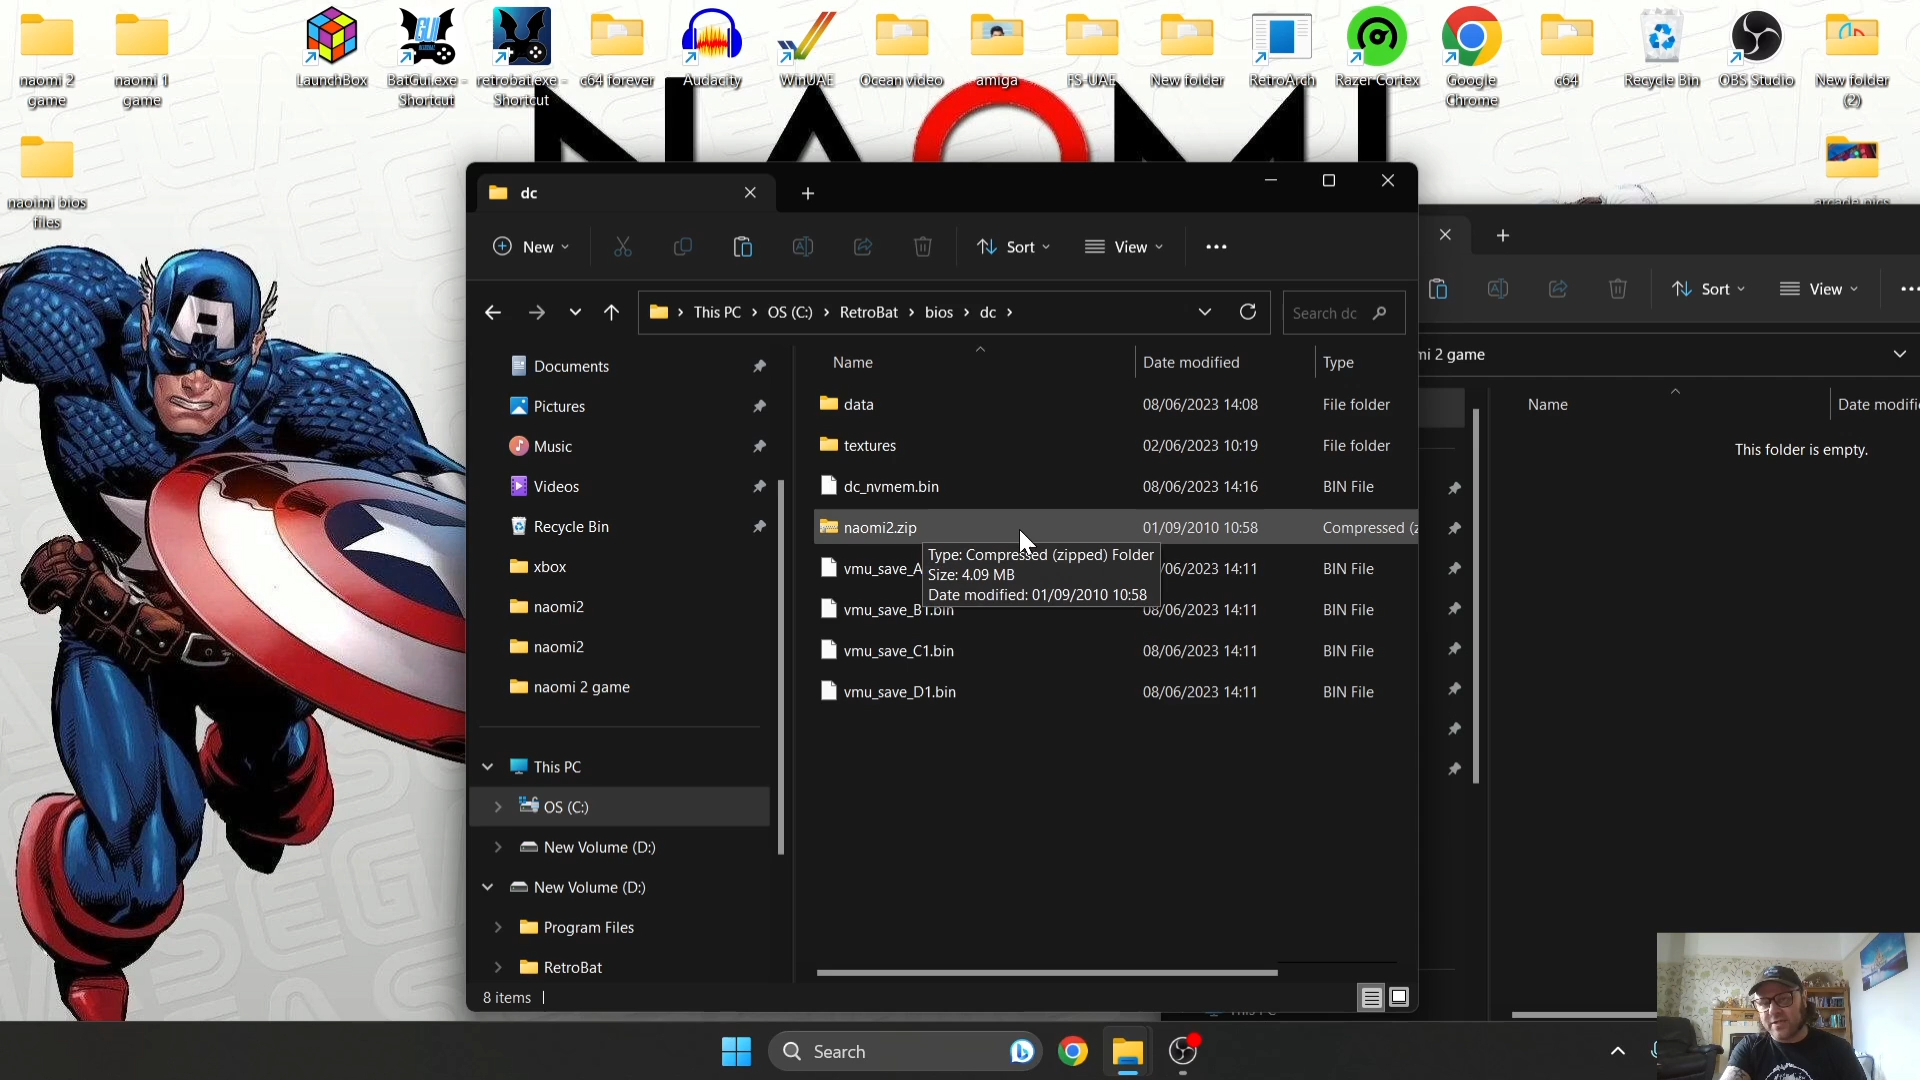 naomi 2
game
naomi 1
game
LaunchBox
BatGui.exe -
Shortcut
retrobat.exe -
Shortcut
c64 forever
Audacity
WinUAE
Ocean video
amiga
FS-UAE
New folder
RetroArch
Razer Cortex
Google
Chrome
c64
Recycle Bin
OBS Studio
New folder
(2)
naoimi bios
files
arcade pics
NAOMI
dc
New
Sort
View
This PC
OS (C:)
RetroBat
bios
dc
Search dc
Documents
Pictures
Music
Videos
Recycle Bin
xbox
naomi2
naomi2
naomi 2 game
This PC
OS (C:)
New Volume (D:)
New Volume (D:)
Program Files
RetroBat
Name Date modified Type
data 08/06/2023 14:08 File folder
textures 02/06/2023 10:19 File folder
dc_nvmem.bin 08/06/2023 14:16 BIN File
naomi2.zip 01/09/2010 10:58 Compressed (z
vmu_save_A /06/2023 14:11 BIN File
vmu_save_B1.bin 08/06/2023 14:11 BIN File
vmu_save_C1.bin 08/06/2023 14:11 BIN File
vmu_save_D1.bin 08/06/2023 14:11 BIN File
Type: Compressed (zipped) Folder
Size: 4.09 MB
Date modified: 01/09/2010 10:58
8 items
Sort
View
mi 2 game
Name Date modifi
This folder is empty.
This PC
Search